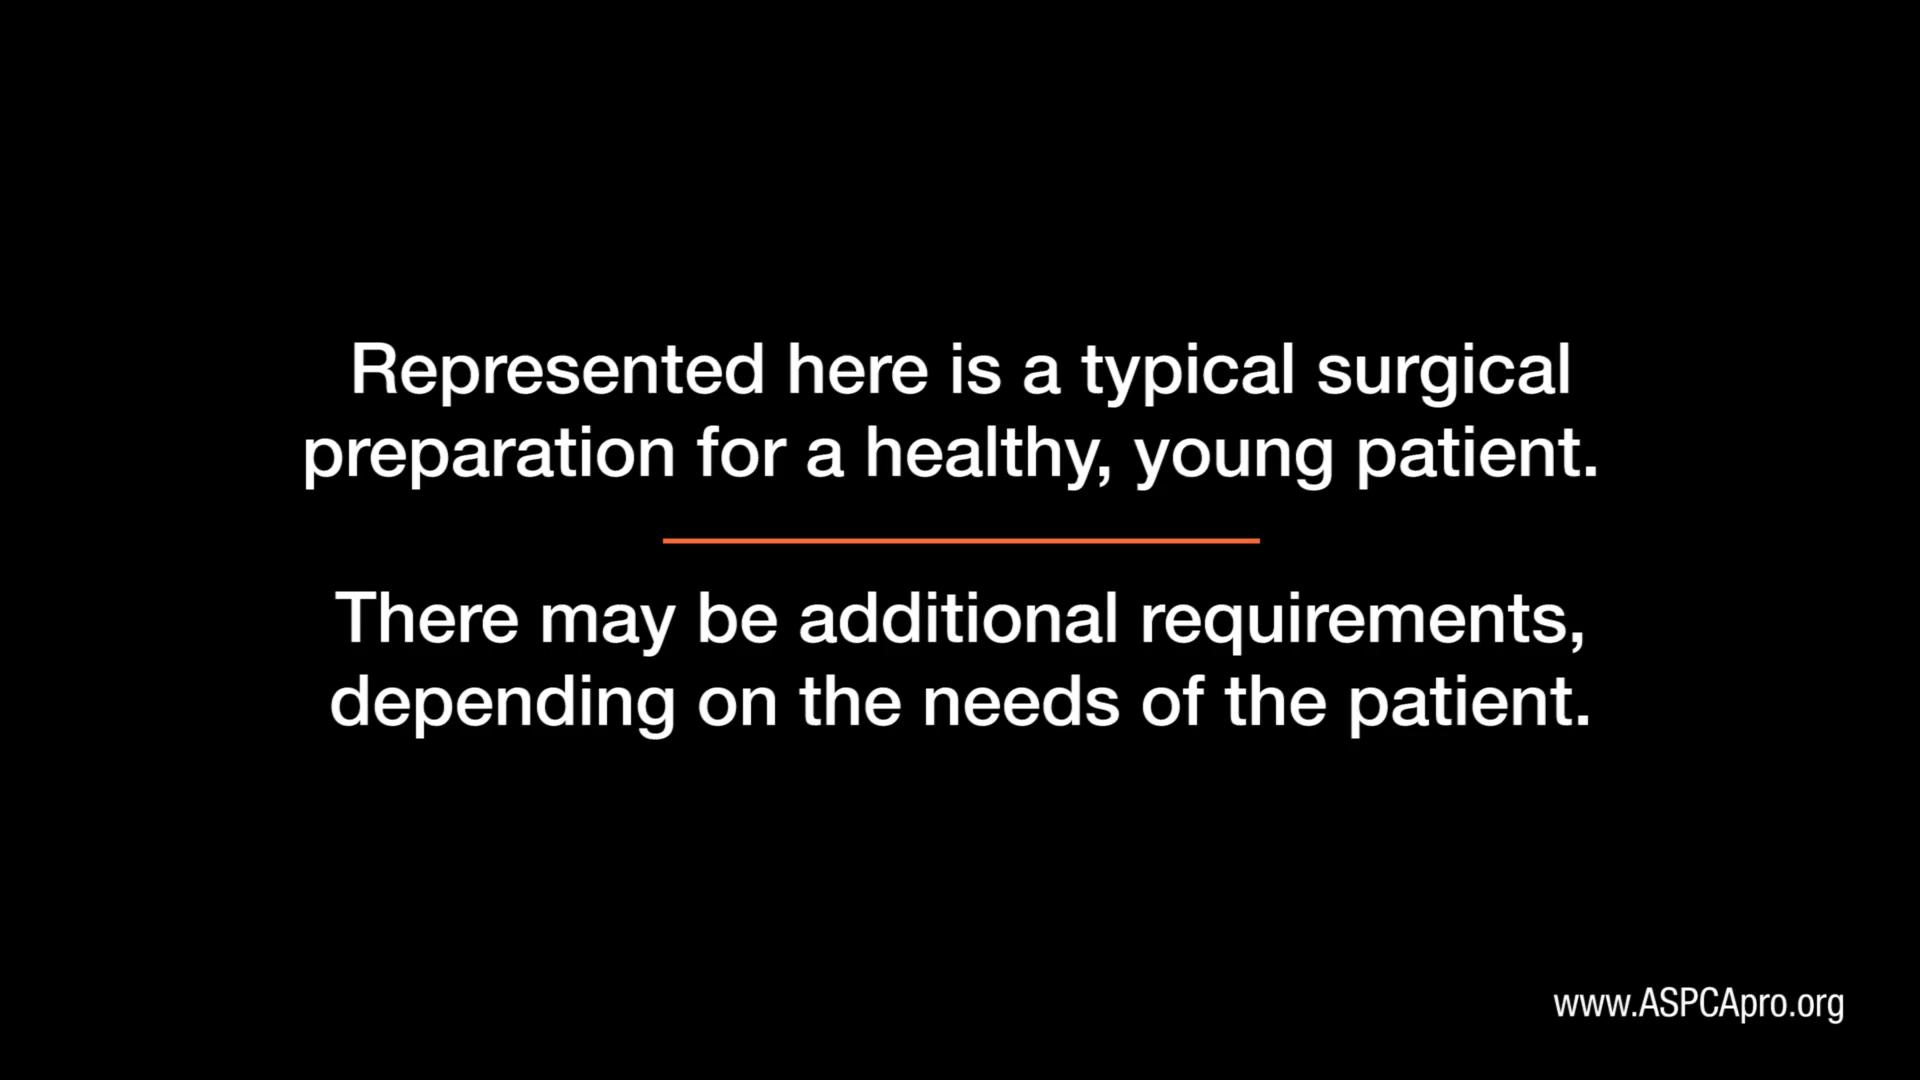 Represented here is a typical surgical
preparation for a healthy, young patient.
There may be additional requirements,
depending on the needs of the patient.
www.ASPCApro.org